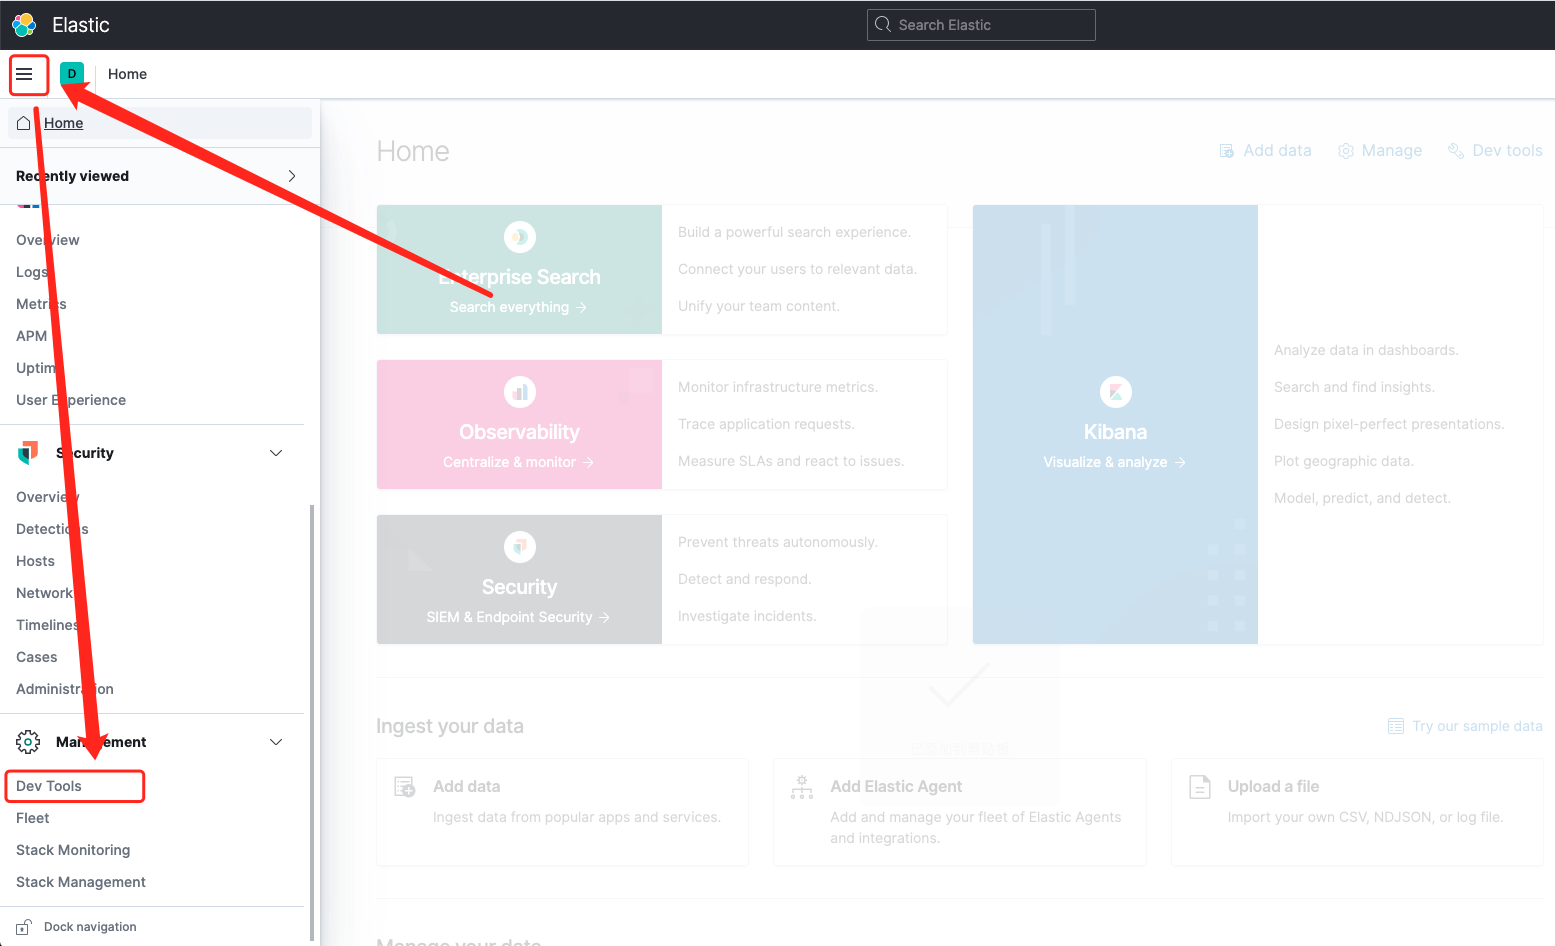 Elastic
Search Elastic
D
Home
Home
Recently viewed
Overview
Logs
Metrics
APM
Uptime
User Experience
Security
Overview
Detections
Hosts
Network
Timelines
Cases
Administration
Management
Dev Tools
Fleet
Stack Monitoring
Stack Management
Dock navigation
Home
Add data
Manage
Dev tools
Enterprise Search
Search everything →
Build a powerful search experience.
Connect your users to relevant data.
Unify your team content.
Observability
Centralize & monitor →
Monitor infrastructure metrics.
Trace application requests.
Measure SLAs and react to issues.
Security
SIEM & Endpoint Security →
Prevent threats autonomously.
Detect and respond.
Investigate incidents.
Kibana
Visualize & analyze →
Analyze data in dashboards.
Search and find insights.
Design pixel-perfect presentations.
Plot geographic data.
Model, predict, and detect.
Ingest your data
Try our sample data
Add data
Ingest data from popular apps and services.
Add Elastic Agent
Add and manage your fleet of Elastic Agents
and integrations.
Upload a file
Import your own CSV, NDJSON, or log file.
Manage your data